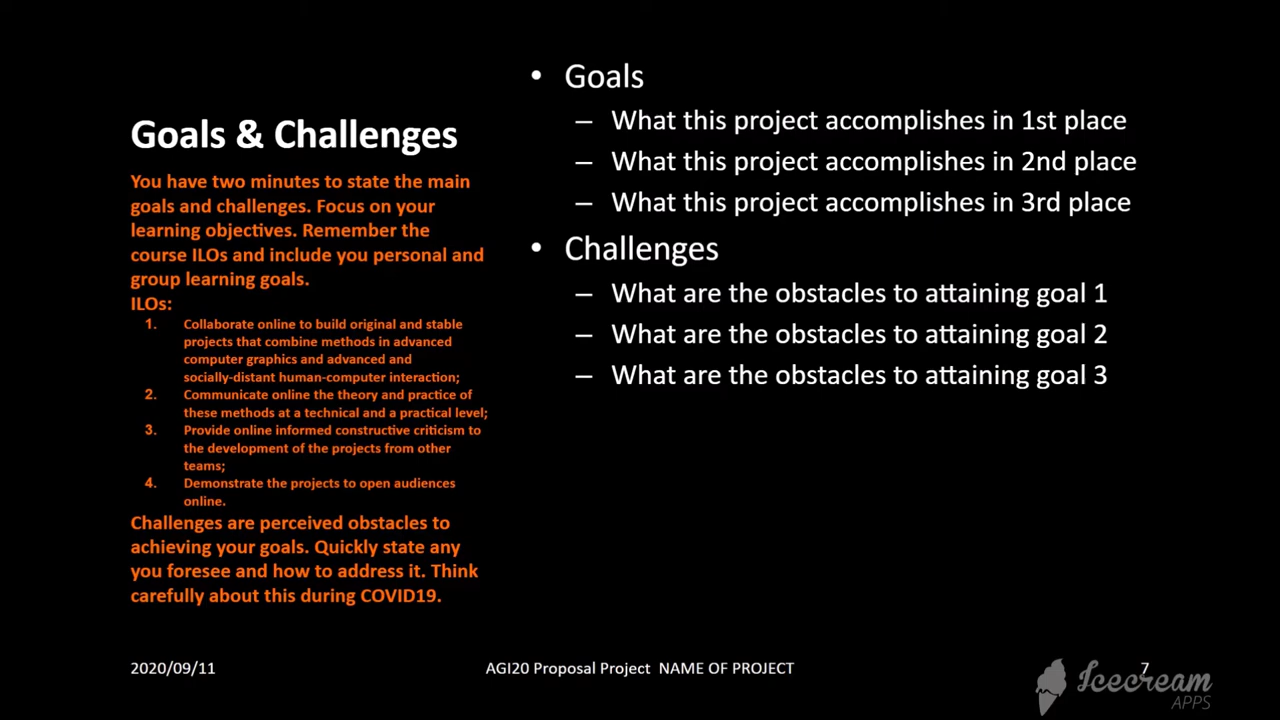 Goals & Challenges
You have two minutes to state the main
goals and challenges. Focus on your
learning objectives. Remember the
course ILOs and include you personal and
group learning goals.
ILOs:
1. Collaborate online to build original and stable
projects that combine methods in advanced
computer graphics and advanced and
socially-distant human-computer interaction;
2. Communicate online the theory and practice of
these methods at a technical and a practical level;
3. Provide online informed constructive criticism to
the development of the projects from other
teams;
4. Demonstrate the projects to open audiences
online.
Challenges are perceived obstacles to
achieving your goals. Quickly state any
you foresee and how to address it. Think
carefully about this during COVID19.
• Goals
– What this project accomplishes in 1st place
– What this project accomplishes in 2nd place
– What this project accomplishes in 3rd place
• Challenges
– What are the obstacles to attaining goal 1
– What are the obstacles to attaining goal 2
– What are the obstacles to attaining goal 3
2020/09/11
AGI20 Proposal Project NAME OF PROJECT
7
Icecream
APPS